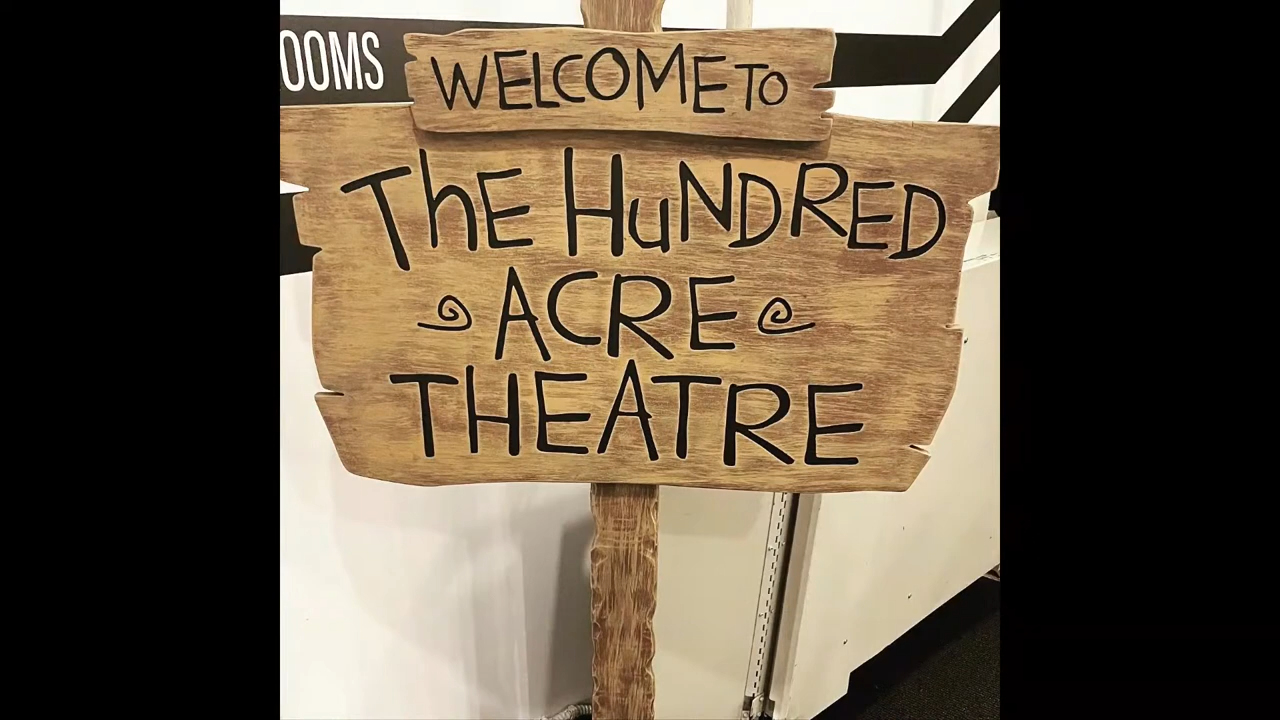 OOMS
WELCOME TO
ThE HuNDRED
ACRE
THEATRE